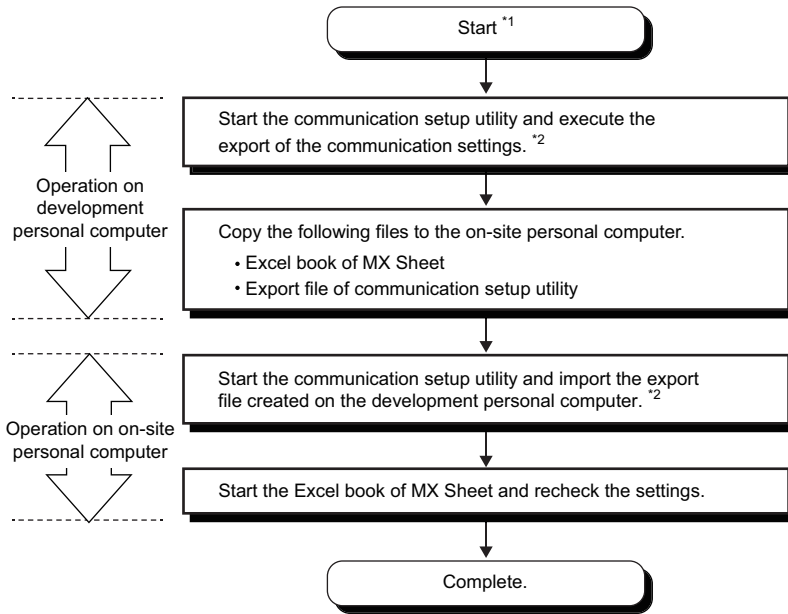 Start *1
Start the communication setup utility and execute the
export of the communication settings. *2
Operation on
development
personal computer
Copy the following files to the on-site personal computer.
• Excel book of MX Sheet
• Export file of communication setup utility
Start the communication setup utility and import the export
file created on the development personal computer. *2
Operation on on-site
personal computer
Start the Excel book of MX Sheet and recheck the settings.
Complete.